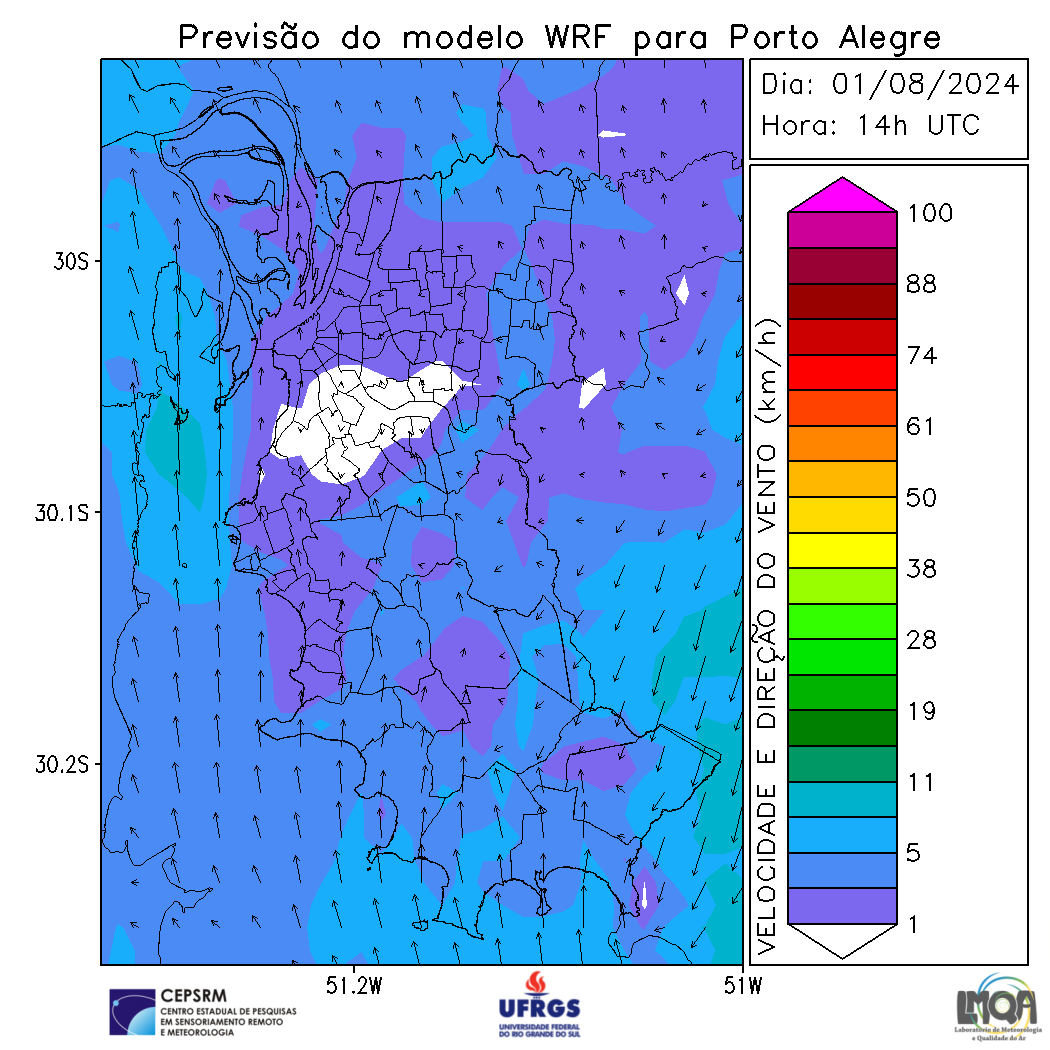 Previsão do modelo WRF para Porto Alegre
Dia: 01/08/2024
Hora: 14h UTC
30S
30.1S
30.2S
51.2W
51W
VELOCIDADE E DIREÇÃO DO VENTO (km/h)
100
88
74
61
50
38
28
19
11
5
1
CEPSRM
CENTRO ESTADUAL DE PESQUISAS
EM SENSORIAMENTO REMOTO
E METEOROLOGIA
UFRGS
UNIVERSIDADE FEDERAL
DO RIO GRANDE DO SUL
LMQA
Laboratório de Meteorologia
e Qualidade do Ar